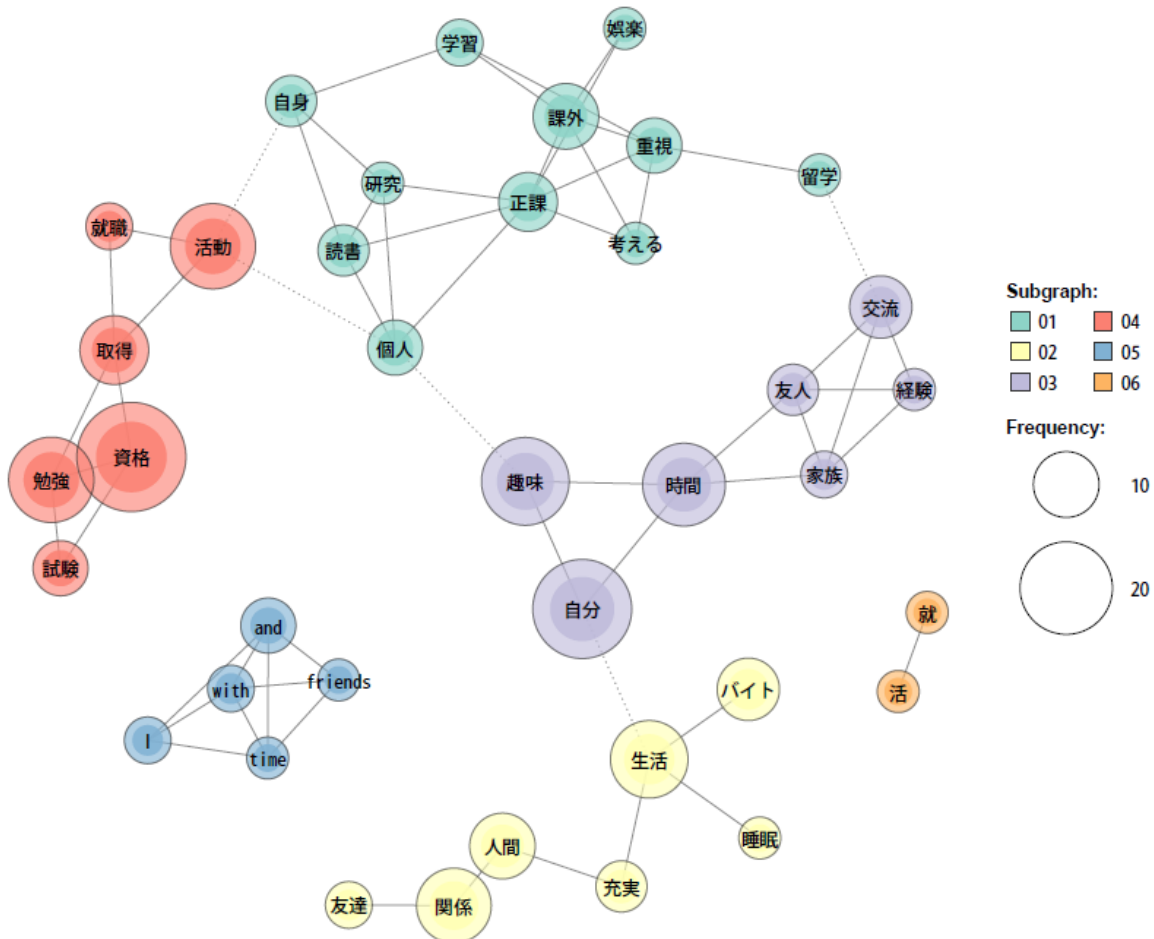 娯楽
学習
自身
課外
重視
留学
研究
正課
就職
活動
読書
考える
交流
取得
個人
友人
経験
資格
勉強
趣味
時間
家族
試験
自分
and
with
friends
I
time
就
活
バイト
生活
睡眠
人間
充実
友達
関係
Subgraph:
01 04
02 05
03 06
Frequency:
10
20